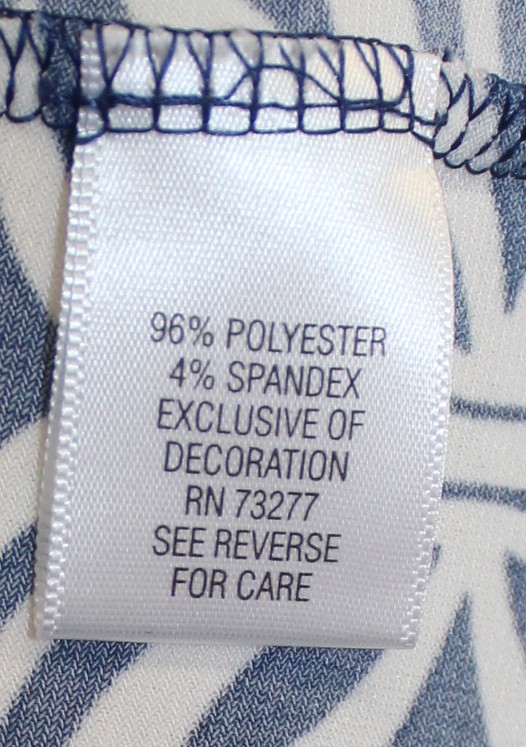 96% POLYESTER
4% SPANDEX
EXCLUSIVE OF
DECORATION
RN 73277
SEE REVERSE
FOR CARE